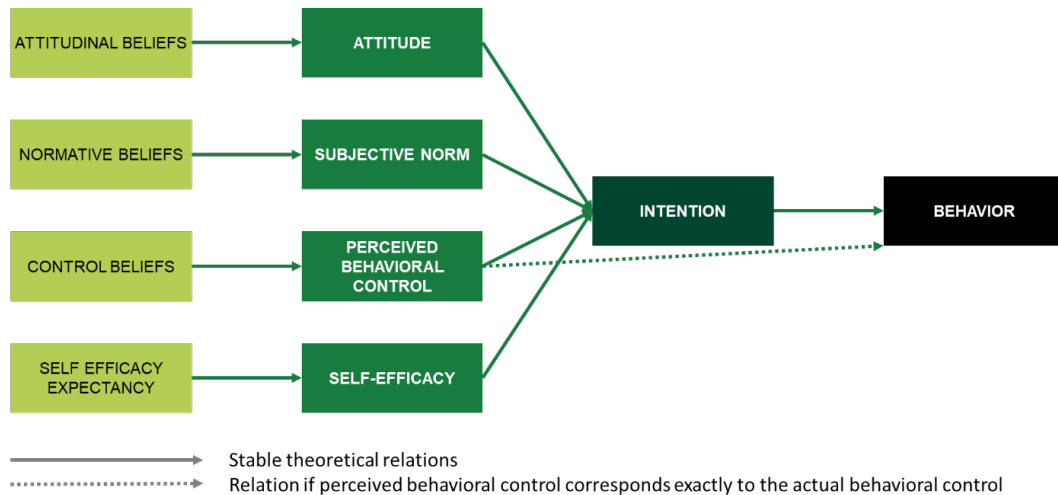 ATTITUDINAL BELIEFS
ATTITUDE
NORMATIVE BELIEFS
SUBJECTIVE NORM
INTENTION
BEHAVIOR
CONTROL BELIEFS
PERCEIVED
BEHAVIORAL
CONTROL
SELF EFFICACY
EXPECTANCY
SELF-EFFICACY
Stable theoretical relations
Relation if perceived behavioral control corresponds exactly to the actual behavioral control